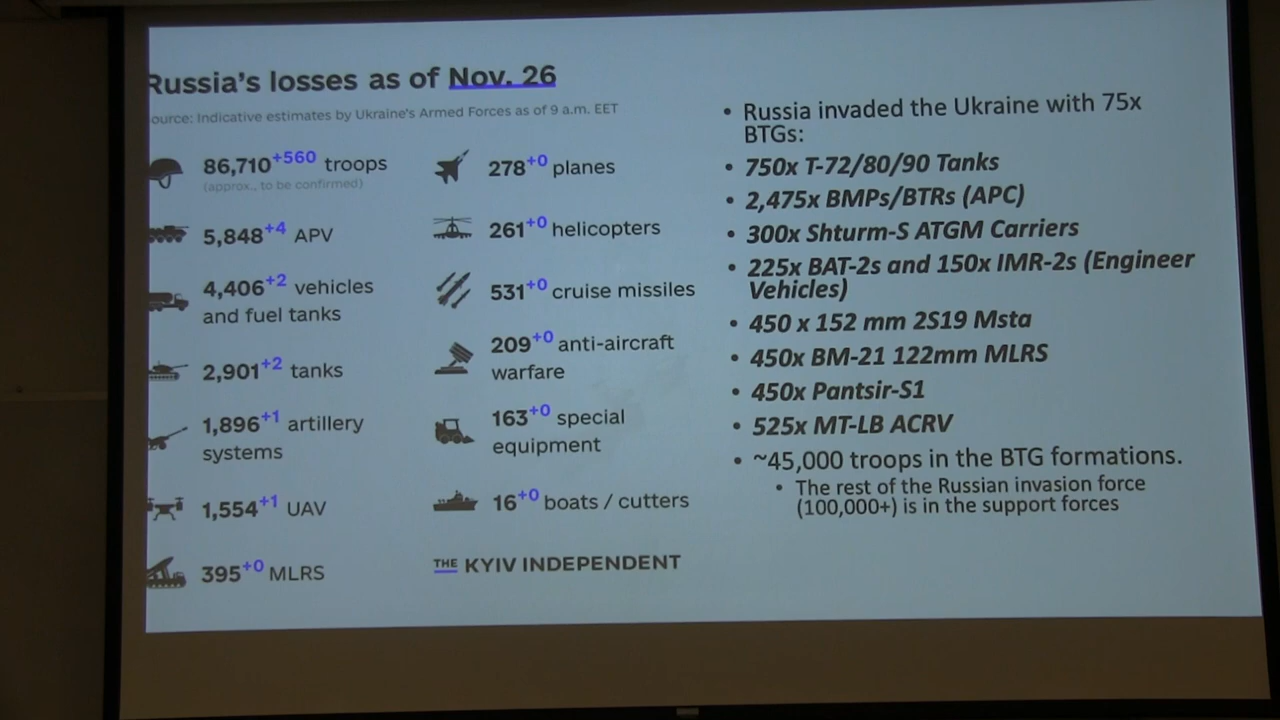 Russia's losses as of Nov. 26
ource: Indicative estimates by Ukraine's Armed Forces as of 9 a.m. EET
86,710+560 troops
(approx., to be confirmed)
5,848+4 APV
4,406+2 vehicles
and fuel tanks
2,901+2 tanks
1,896+1 artillery
systems
1,554+1 UAV
395+0 MLRS
278+0 planes
261+0 helicopters
531+0 cruise missiles
209+0 anti-aircraft
warfare
163+0 special
equipment
16+0 boats / cutters
THE KYIV INDEPENDENT
• Russia invaded the Ukraine with 75x
BTGs:
• 750x T-72/80/90 Tanks
• 2,475x BMPs/BTRs (APC)
• 300x Shturm-S ATGM Carriers
• 225x BAT-2s and 150x IMR-2s (Engineer
Vehicles)
• 450 x 152 mm 2S19 Msta
• 450x BM-21 122mm MLRS
• 450x Pantsir-S1
• 525x MT-LB ACRV
• ~45,000 troops in the BTG formations.
• The rest of the Russian invasion force
(100,000+) is in the support forces